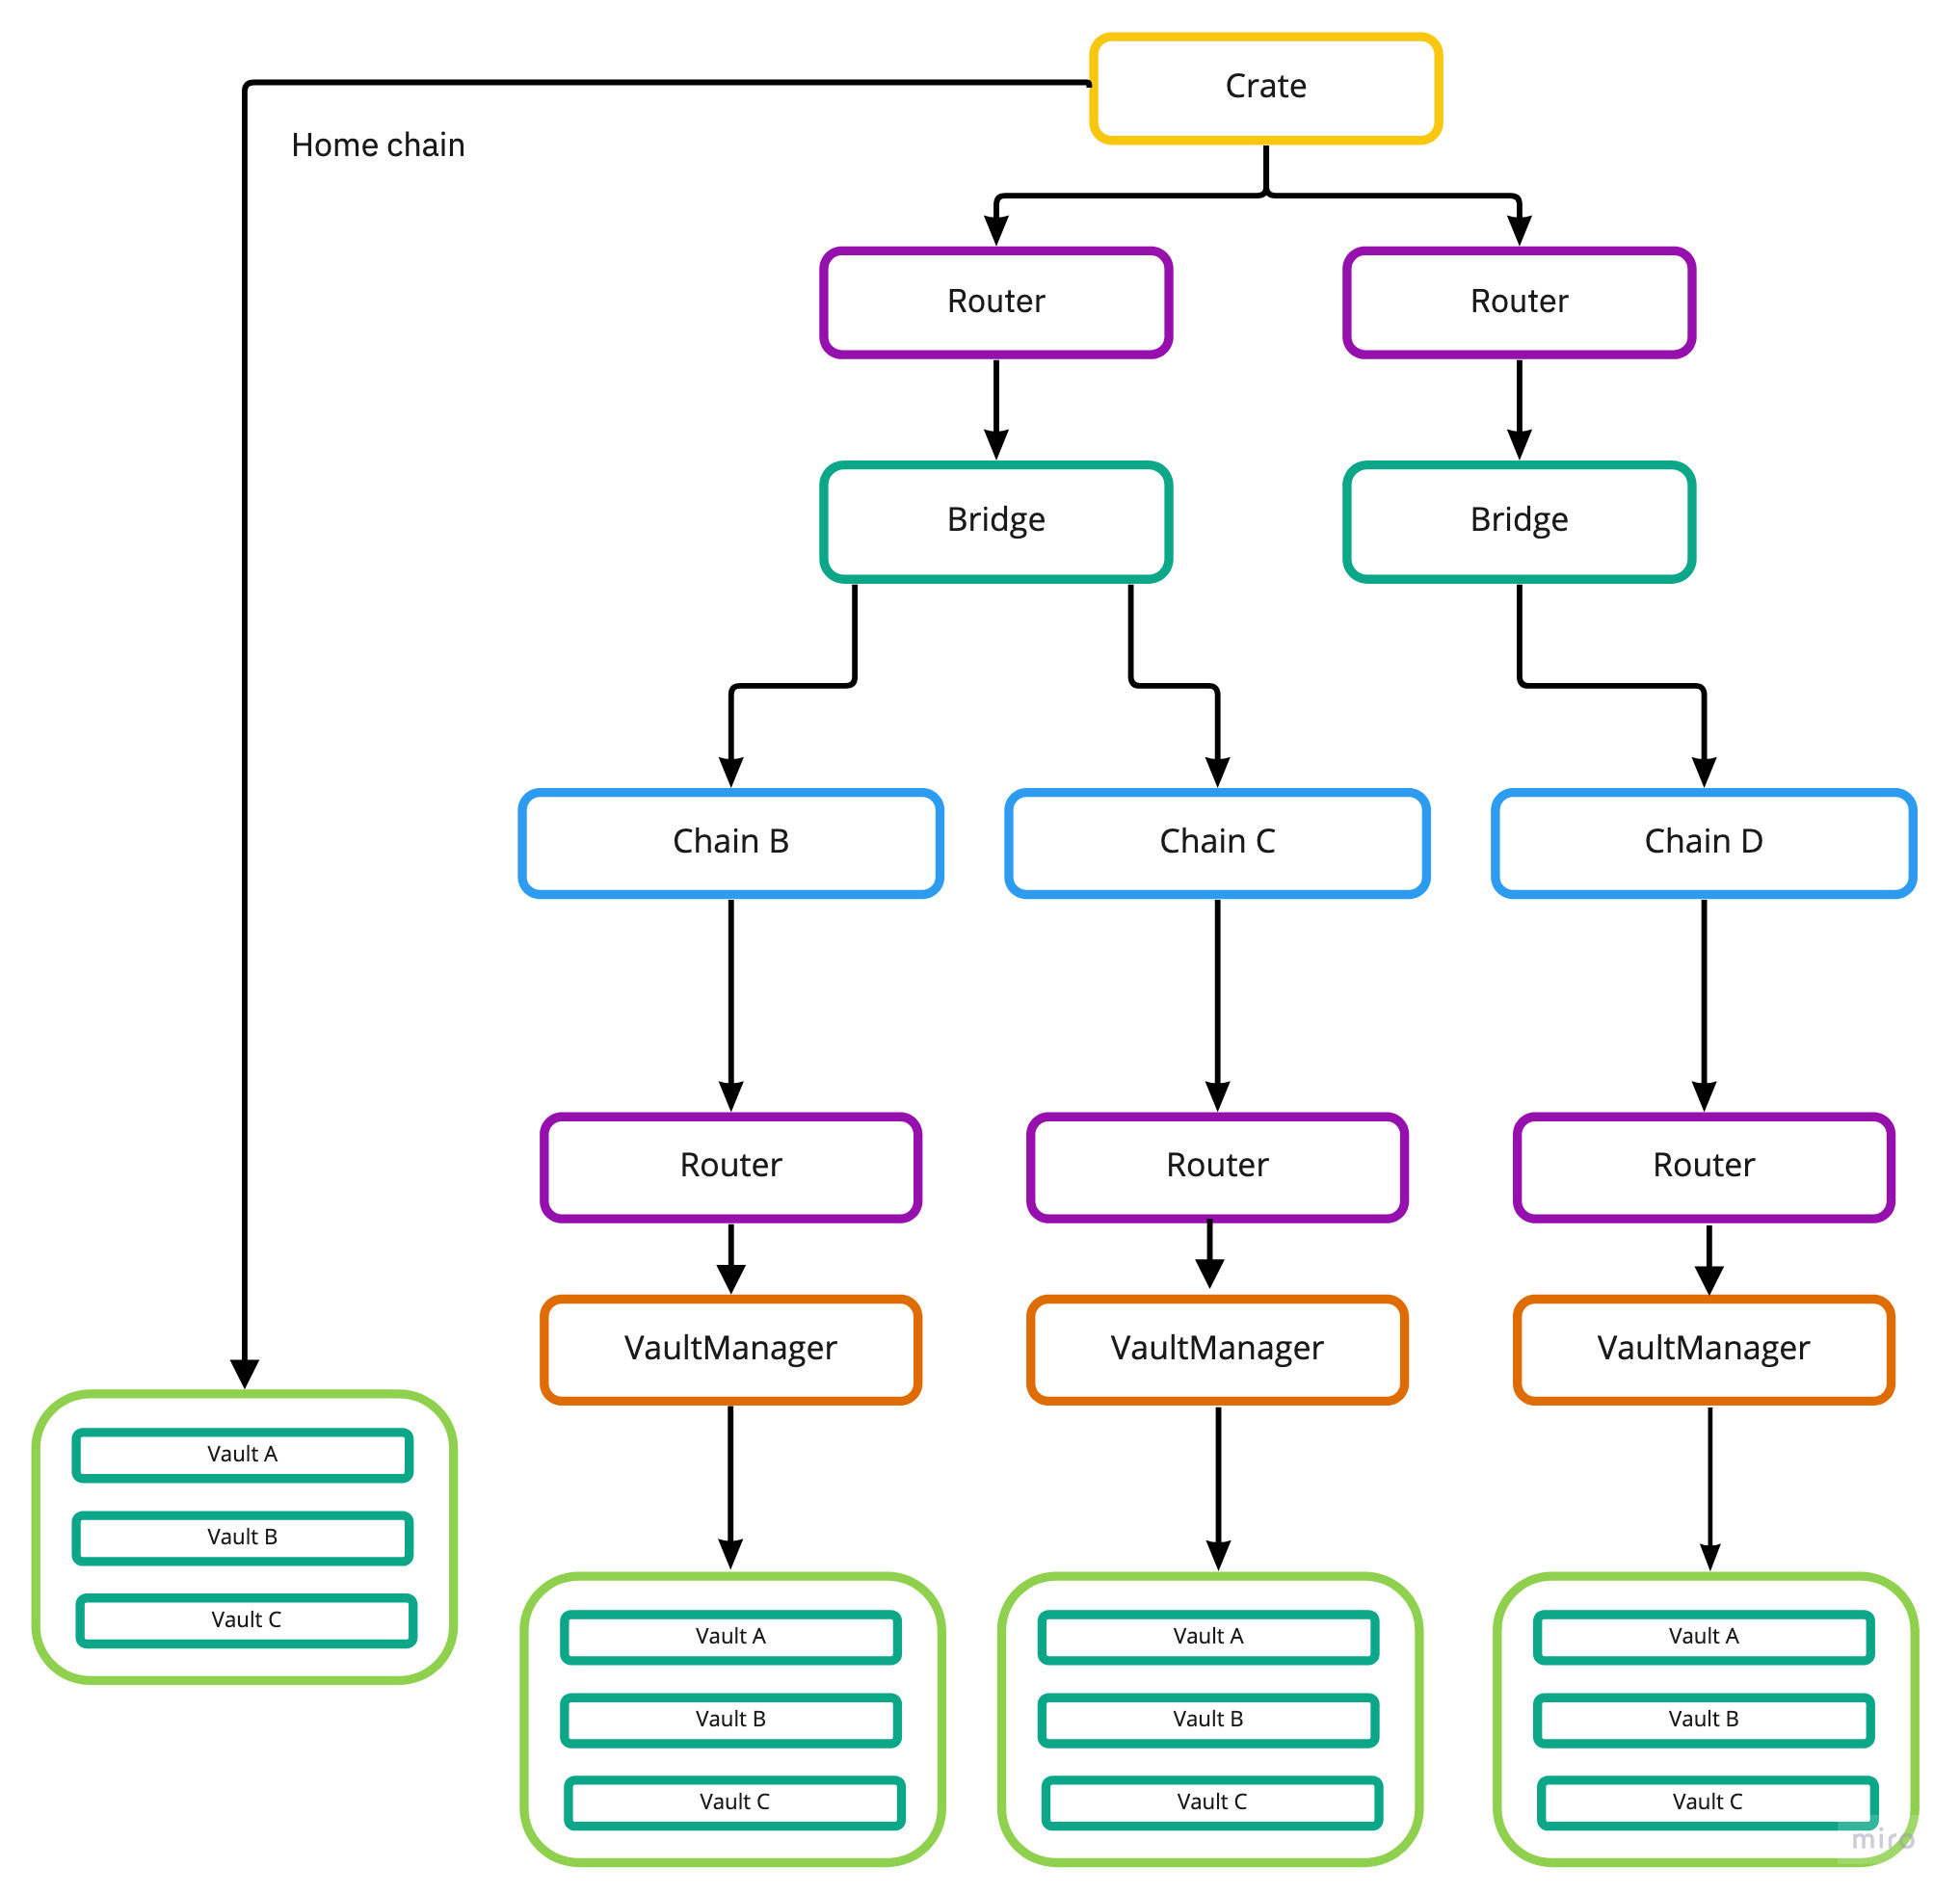 Crate
Home chain
Router
Router
Bridge
Bridge
Chain B
Chain C
Chain D
Router
Router
Router
VaultManager
VaultManager
VaultManager
Vault A
Vault B
Vault C
Vault A
Vault B
Vault C
Vault A
Vault B
Vault C
Vault A
Vault B
Vault C
miro